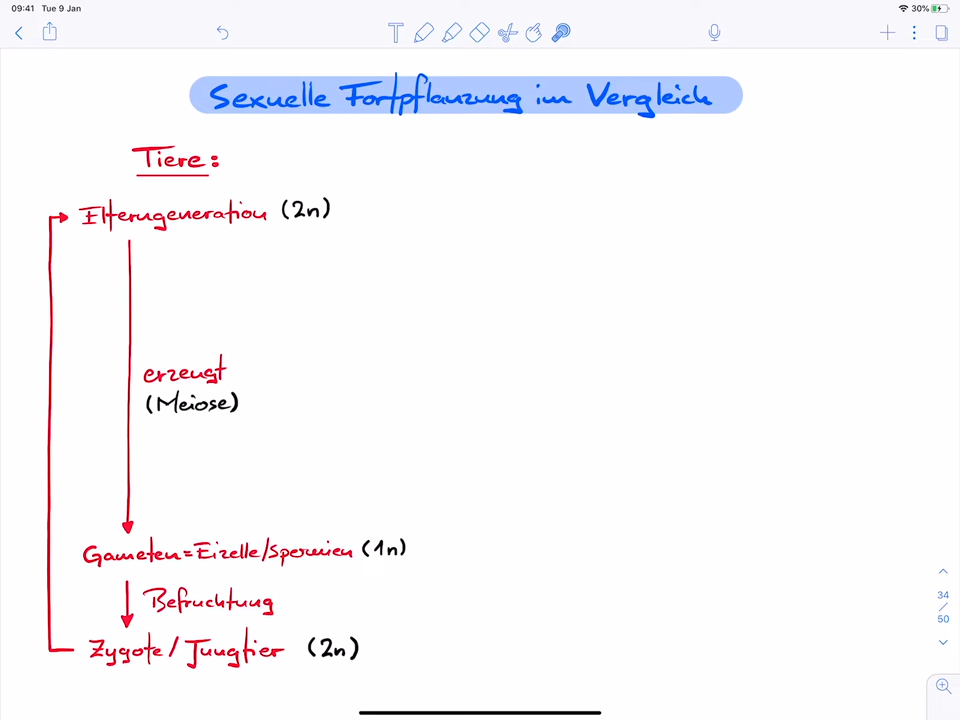 09:41 Tue 9 Jan
30%
Sexuelle Fortpflanzung im Vergleich
Tiere:
Elterngeneration (2n)
erzeugt
(Meiose)
Gameten=Eizelle/Spermien (1n)
Befruchtung
Zygote/Jungtier (2n)
34
/
50